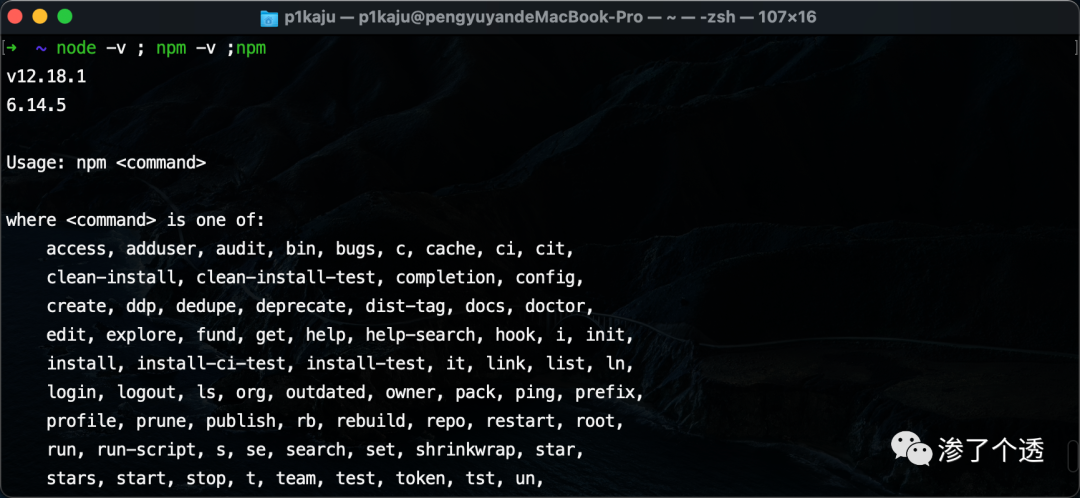 p1kaju — p1kaju@pengyuyandeMacBook-Pro — ~ — -zsh — 107×16
[➜  ~ node -v ; npm -v ;npm ]
v12.18.1
6.14.5
Usage: npm <command>
where <command> is one of:
    access, adduser, audit, bin, bugs, c, cache, ci, cit,
    clean-install, clean-install-test, completion, config,
    create, ddp, dedupe, deprecate, dist-tag, docs, doctor,
    edit, explore, fund, get, help, help-search, hook, i, init,
    install, install-ci-test, install-test, it, link, list, ln,
    login, logout, ls, org, outdated, owner, pack, ping, prefix,
    profile, prune, publish, rb, rebuild, repo, restart, root,
    run, run-script, s, se, search, set, shrinkwrap, star,
    stars, start, stop, t, team, test, token, tst, un,
渗了个透